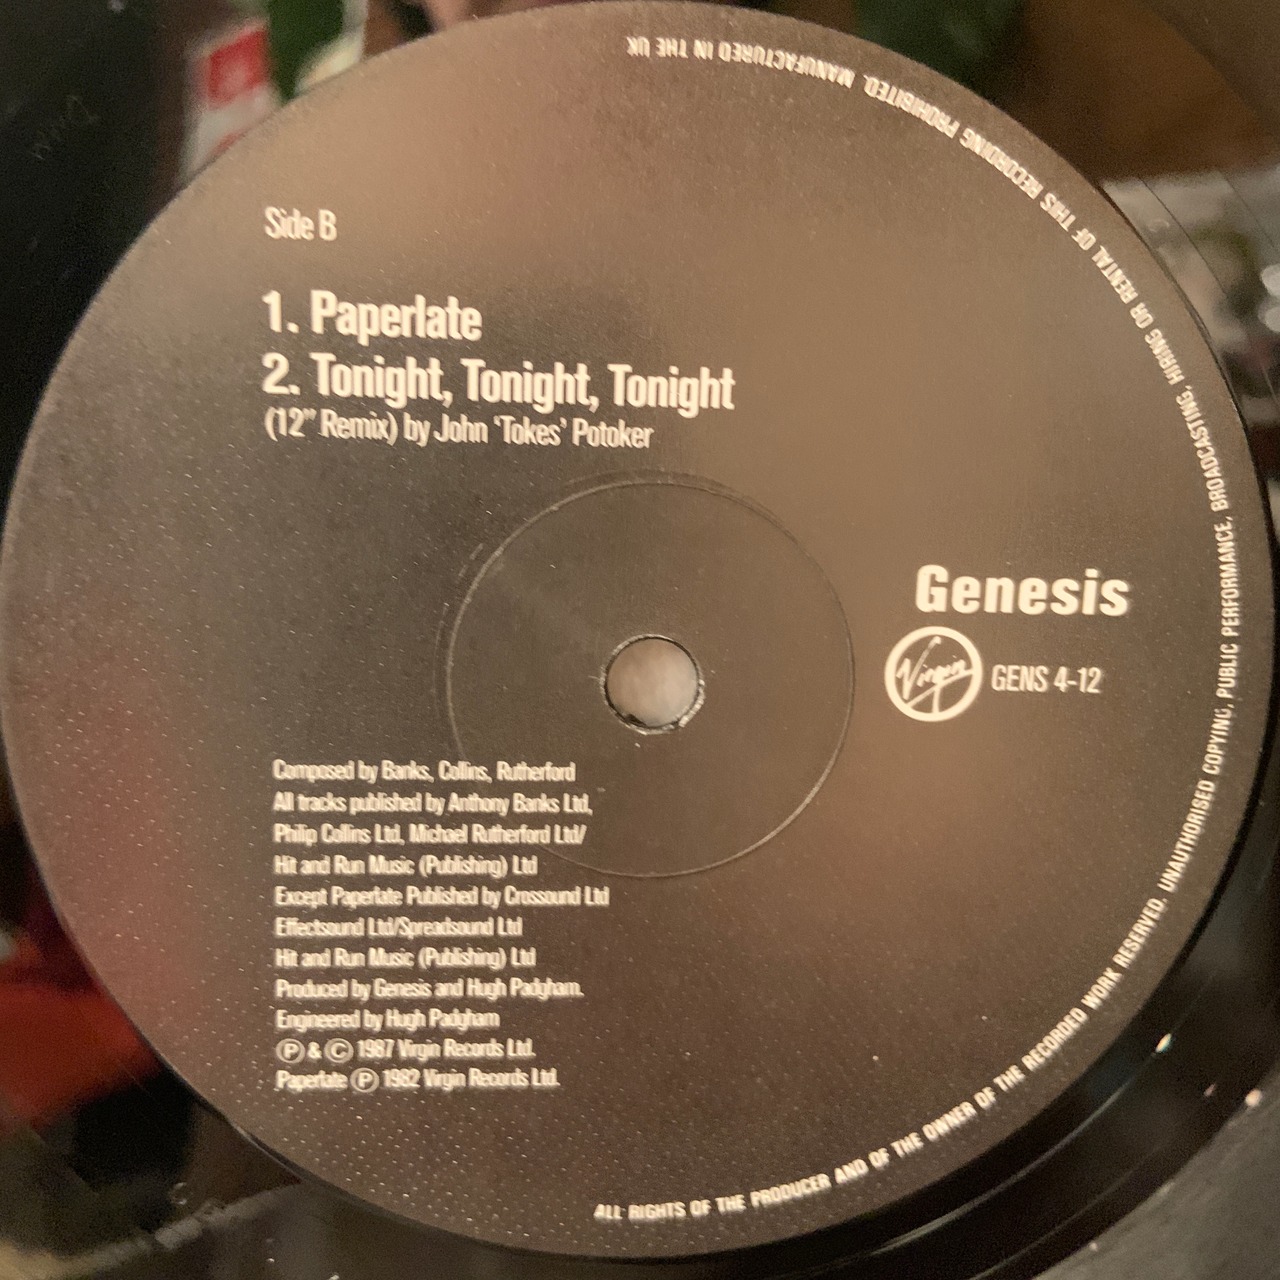 Side B
1. Paperlate
2. Tonight, Tonight, Tonight
(12" Remix) by John 'Tokes' Potoker
Genesis
Virgin GENS 4-12
Composed by Banks, Collins, Rutherford
All tracks published by Anthony Banks Ltd,
Philip Collins Ltd, Michael Rutherford Ltd/
Hit and Run Music (Publishing) Ltd
Except Paperlate Published by Crossound Ltd
Effectsound Ltd/Spreadsound Ltd
Hit and Run Music (Publishing) Ltd
Produced by Genesis and Hugh Padgham.
Engineered by Hugh Padgham
Ⓟ & Ⓒ 1987 Virgin Records Ltd.
Paperlate Ⓟ 1982 Virgin Records Ltd.
ALL RIGHTS OF THE PRODUCER AND OF THE OWNER OF THE RECORDED WORK RESERVED. UNAUTHORISED COPYING, PUBLIC PERFORMANCE, BROADCASTING, HIRING OR RENTAL OF THIS RECORDING PROHIBITED. MANUFACTURED IN THE UK